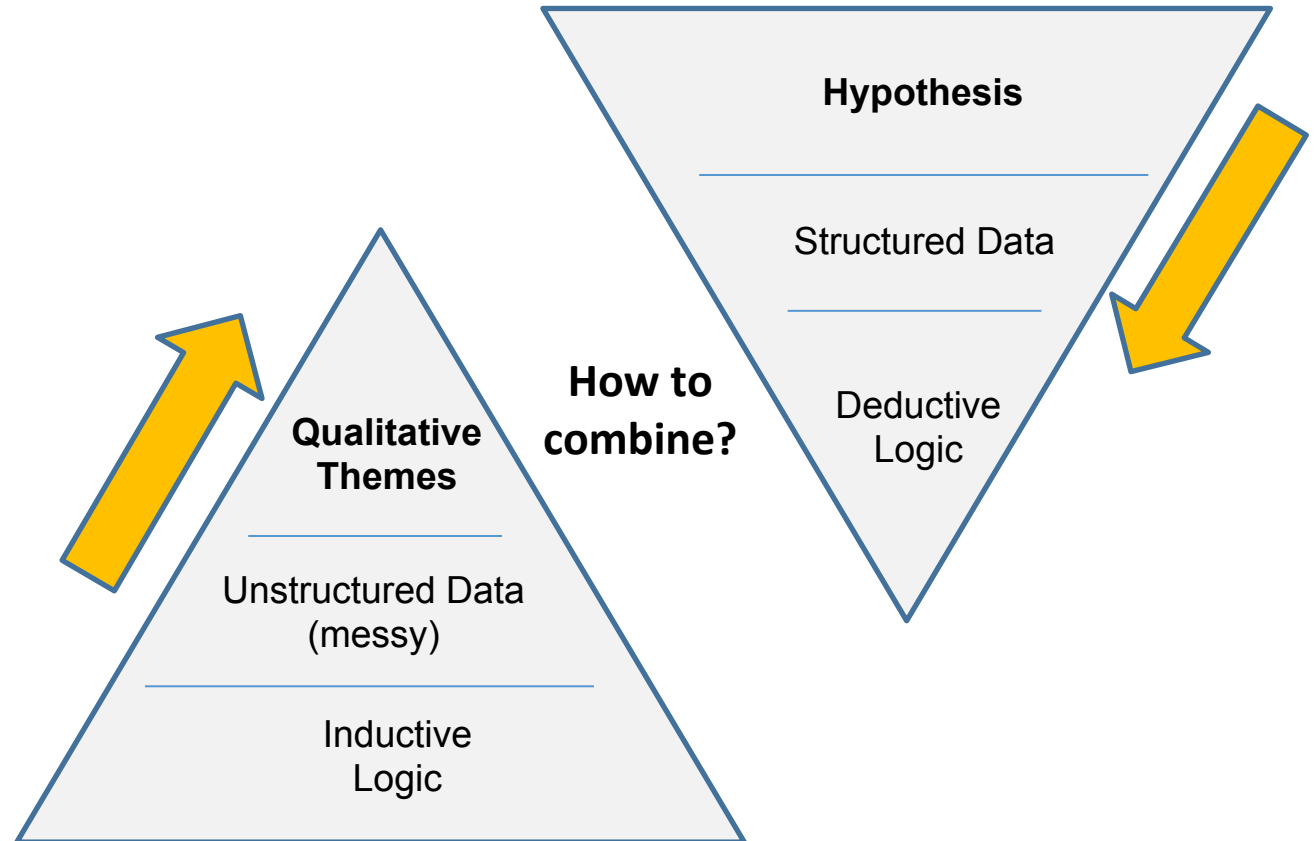 Hypothesis
Structured Data
Deductive
Logic
How to
combine?
Qualitative
Themes
Unstructured Data
(messy)
Inductive
Logic